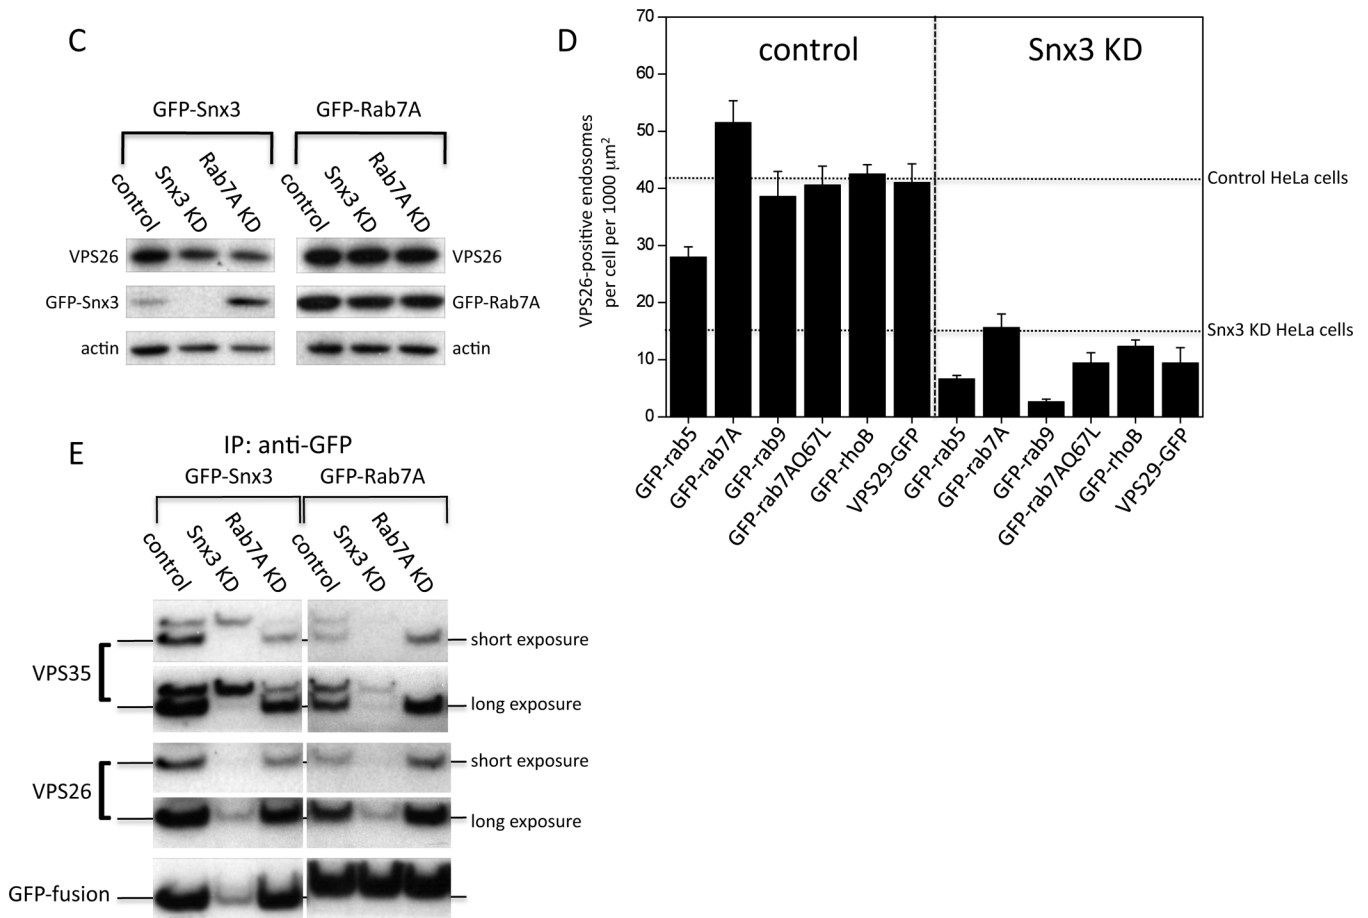 C
GFP-Snx3
GFP-Rab7A
control
Snx3 KD
Rab7A KD
control
Snx3 KD
Rab7A KD
VPS26
VPS26
GFP-Snx3
GFP-Rab7A
actin
actin
D
control
Snx3 KD
70
60
50
40
30
20
10
0
VPS26-positive endosomes
per cell per 1000 µm²
Control HeLa cells
Snx3 KD HeLa cells
GFP-rab5
GFP-rab7A
GFP-rab9
GFP-rab7AQ67L
GFP-rhoB
VPS29-GFP
GFP-rab5
GFP-rab7A
GFP-rab9
GFP-rab7AQ67L
GFP-rhoB
VPS29-GFP
E
IP: anti-GFP
GFP-Snx3
GFP-Rab7A
control
Snx3 KD
Rab7A KD
control
Snx3 KD
Rab7A KD
VPS35
short exposure
long exposure
VPS26
short exposure
long exposure
GFP-fusion